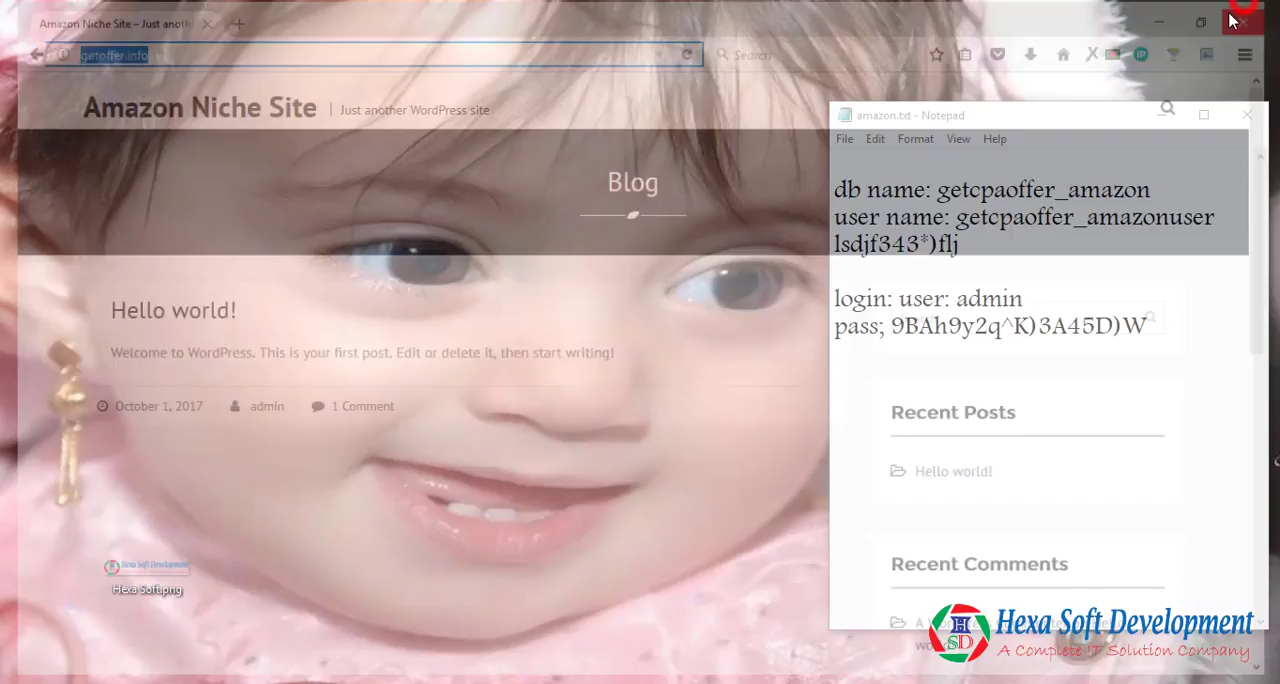 Amazon Niche Site – Just anoth
getoffer.info
Search
Amazon Niche Site | Just another WordPress site
Blog
Hello world!
Welcome to WordPress. This is your first post. Edit or delete it, then start writing!
October 1, 2017 admin 1 Comment
Hexa Soft Development
Hexa Soft.png
amazon.txt - Notepad
File Edit Format View Help
db name: getcpaoffer_amazon
user name: getcpaoffer_amazonuser
lsdjf343*)flj
login: user: admin
pass; 9BAh9y2q^K)3A45D)W
Recent Posts
Hello world!
Recent Comments
Hexa Soft Development
A Complete IT Solution Company
HSD